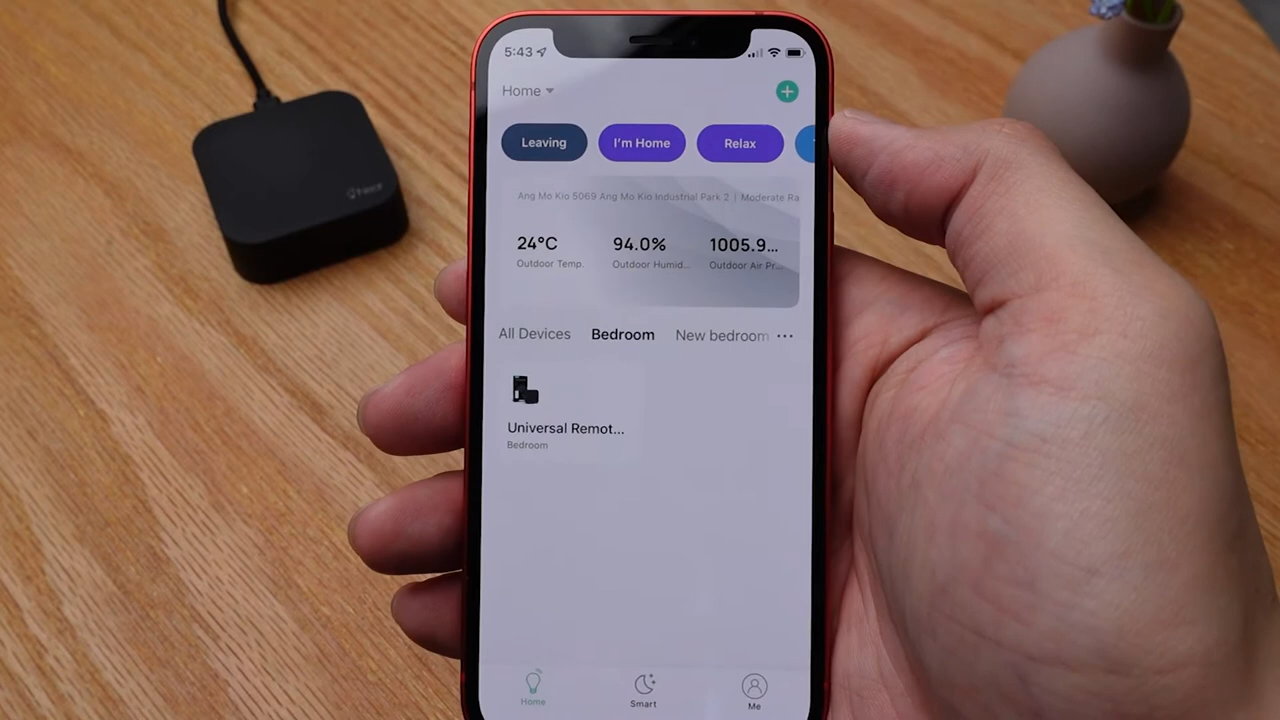 5:43
Home
Leaving
I'm Home
Relax
Ang Mo Kio 5069 Ang Mo Kio Industrial Park 2 | Moderate Ra
24°C
94.0%
1005.9...
Outdoor Temp.
Outdoor Humid...
Outdoor Air Pr...
All Devices
Bedroom
New bedroom
Universal Remot...
Bedroom
Home
Smart
Me